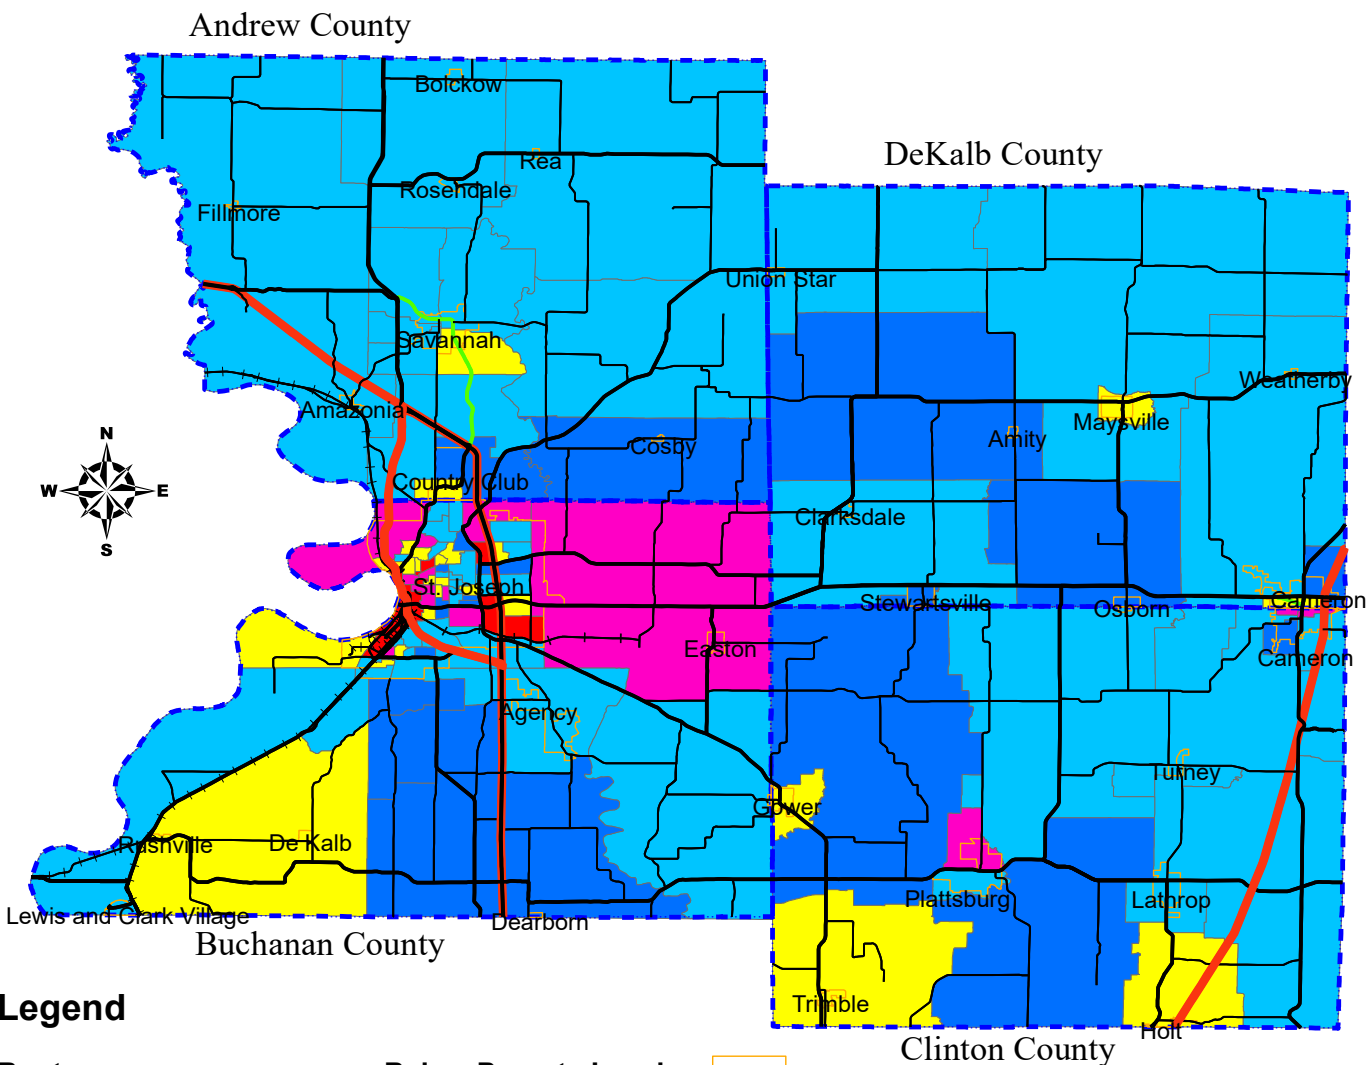 Andrew County
Bolckow
DeKalb County
Rea
Rosendale
Fillmore
Union Star
Savannah
Weatherby
Amazonia
Maysville
Amity
Cosby
N
W
E
S
Country Club
Clarksdale
St. Joseph
Stewartsville
Osborn
Cameron
Easton
Cameron
Agency
Turney
Gower
Rushville
De Kalb
Plattsburg
Lathrop
Lewis and Clark Village
Dearborn
Buchanan County
Trimble
Legend
Holt
Clinton County